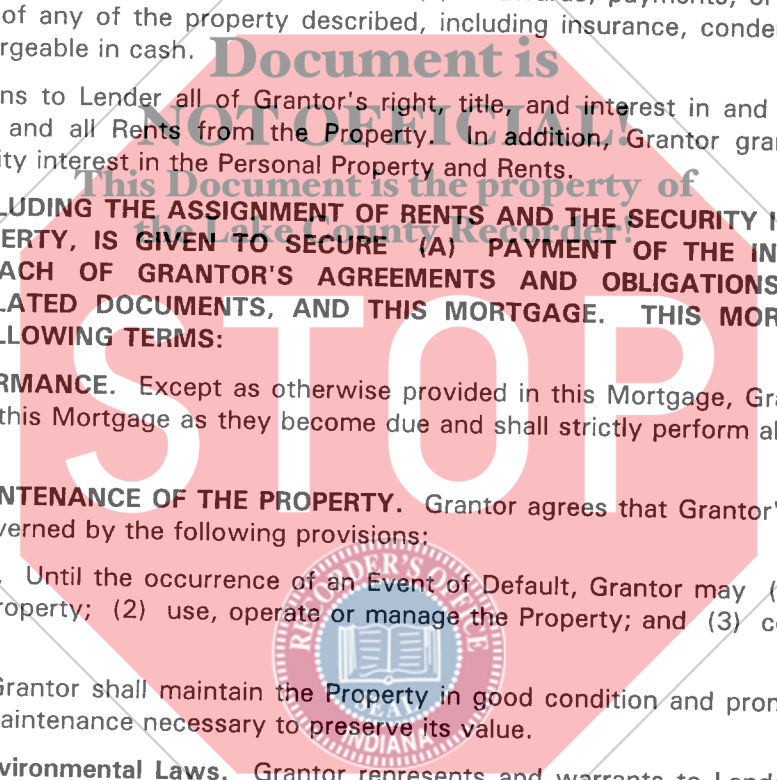 of any of the property described, including insurance, conde
rgeable in cash.
Document is
ns to Lender all of Grantor's right, title, and interest in and
NOT OFFICIAL!
and all Rents from the Property. In addition, Grantor gran
ity interest in the Personal Property and Rents.
This Document is the property of
LUDING THE ASSIGNMENT OF RENTS AND THE SECURITY
the Lake County Recorder!
ERTY, IS GIVEN TO SECURE (A) PAYMENT OF THE IN
ACH OF GRANTOR'S AGREEMENTS AND OBLIGATIONS
LATED DOCUMENTS, AND THIS MORTGAGE. THIS MOR
LLOWING TERMS:
STOP
RMANCE. Except as otherwise provided in this Mortgage, Gra
this Mortgage as they become due and shall strictly perform al
NTENANCE OF THE PROPERTY. Grantor agrees that Grantor'
verned by the following provisions:
RECORDER'S OFFICE
. Until the occurrence of an Event of Default, Grantor may (
roperty; (2) use, operate or manage the Property; and (3) c
Grantor shall maintain the Property in good condition and pron
aintenance necessary to preserve its value.
SEAL
INDIANA
vironmental Laws. Grantor represents and warrants to Lend